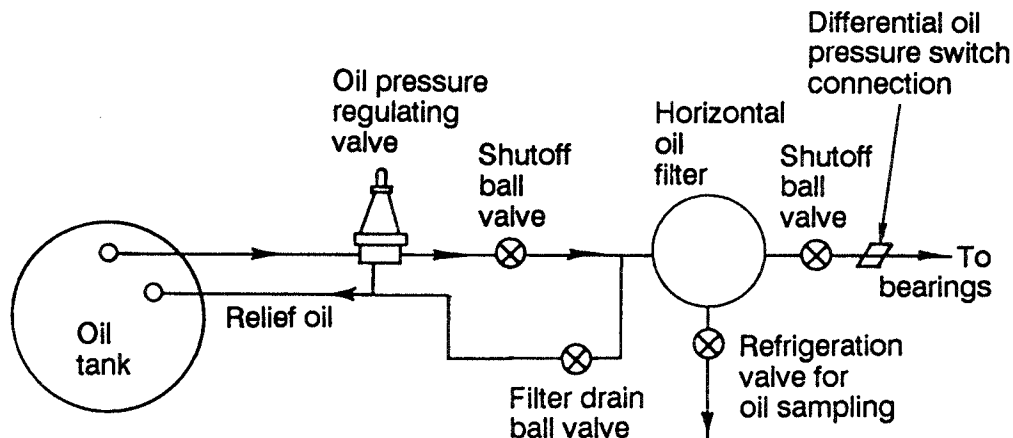 Differential oil
pressure switch
connection
Oil pressure
regulating
valve
Horizontal
oil
filter
Shutoff
ball
valve
Shutoff
ball
valve
To
bearings
Relief oil
Oil
tank
Refrigeration
valve for
oil sampling
Filter drain
ball valve